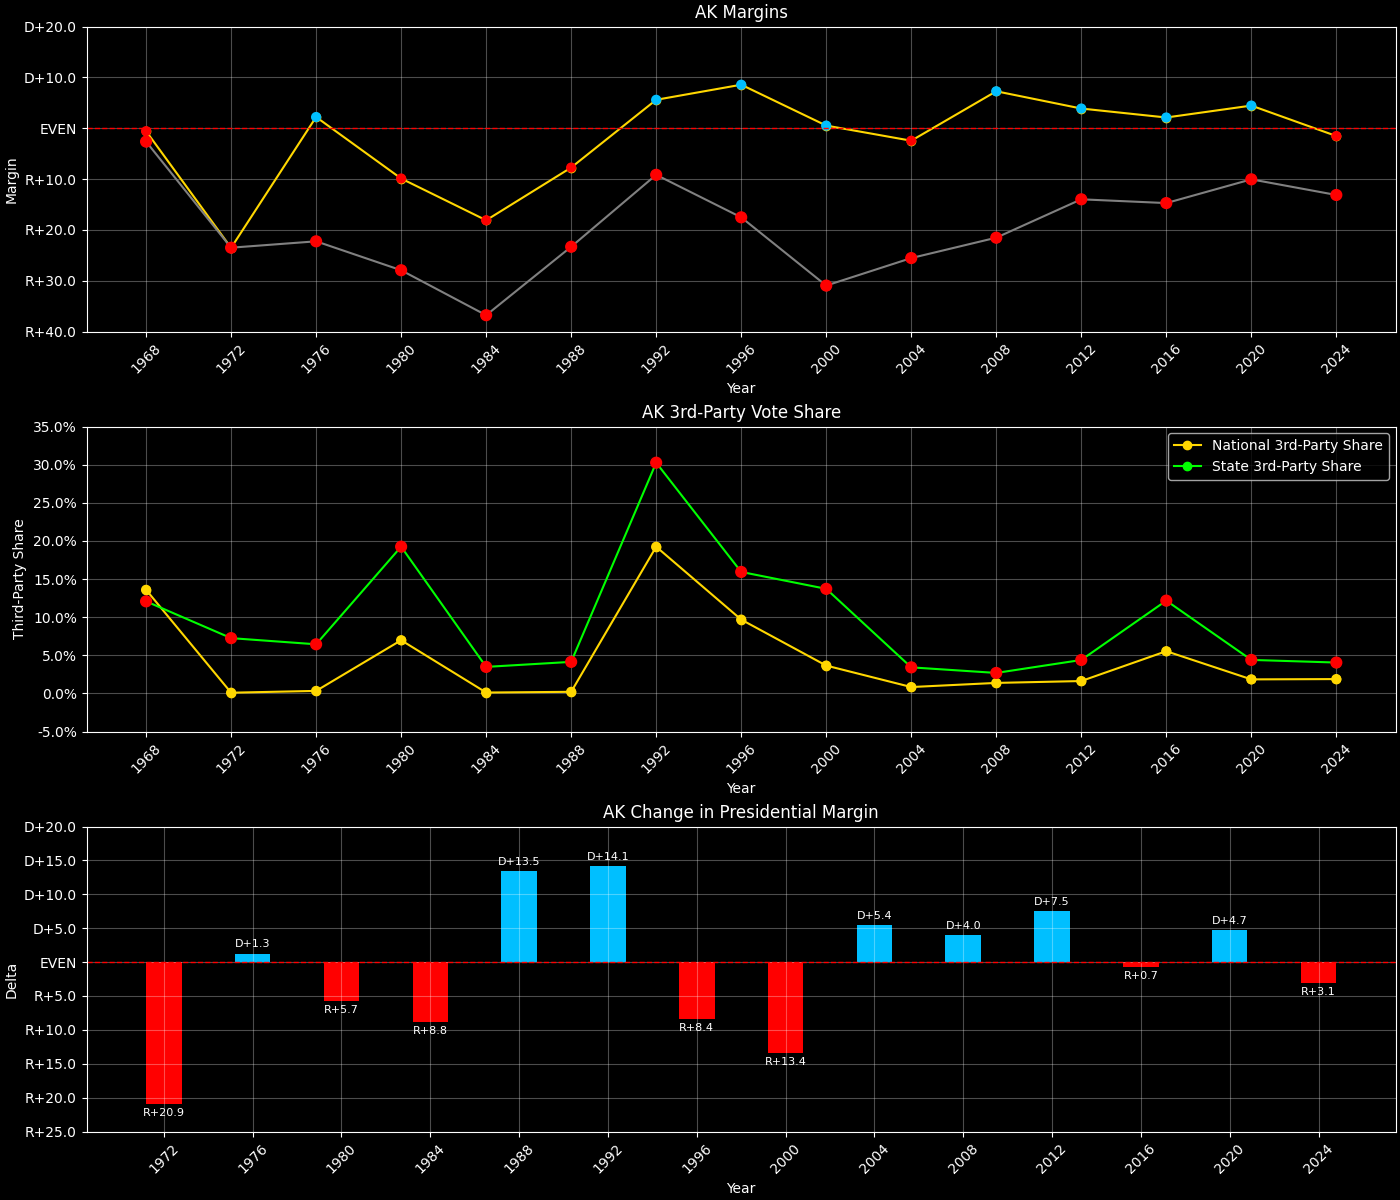 AK Margins
D+20.0
D+10.0
EVEN
R+10.0
R+20.0
R+30.0
R+40.0
Margin
1968
1972
1976
1980
1984
1988
1992
1996
2000
2004
2008
2012
2016
2020
2024
Year
AK 3rd-Party Vote Share
35.0%
30.0%
25.0%
20.0%
15.0%
10.0%
5.0%
0.0%
-5.0%
Third-Party Share
National 3rd-Party Share
State 3rd-Party Share
1968
1972
1976
1980
1984
1988
1992
1996
2000
2004
2008
2012
2016
2020
2024
Year
AK Change in Presidential Margin
D+20.0
D+15.0
D+10.0
D+5.0
EVEN
R+5.0
R+10.0
R+15.0
R+20.0
R+25.0
Delta
R+20.9
D+1.3
R+5.7
R+8.8
D+13.5
D+14.1
R+8.4
R+13.4
D+5.4
D+4.0
D+7.5
R+0.7
D+4.7
R+3.1
1972
1976
1980
1984
1988
1992
1996
2000
2004
2008
2012
2016
2020
2024
Year